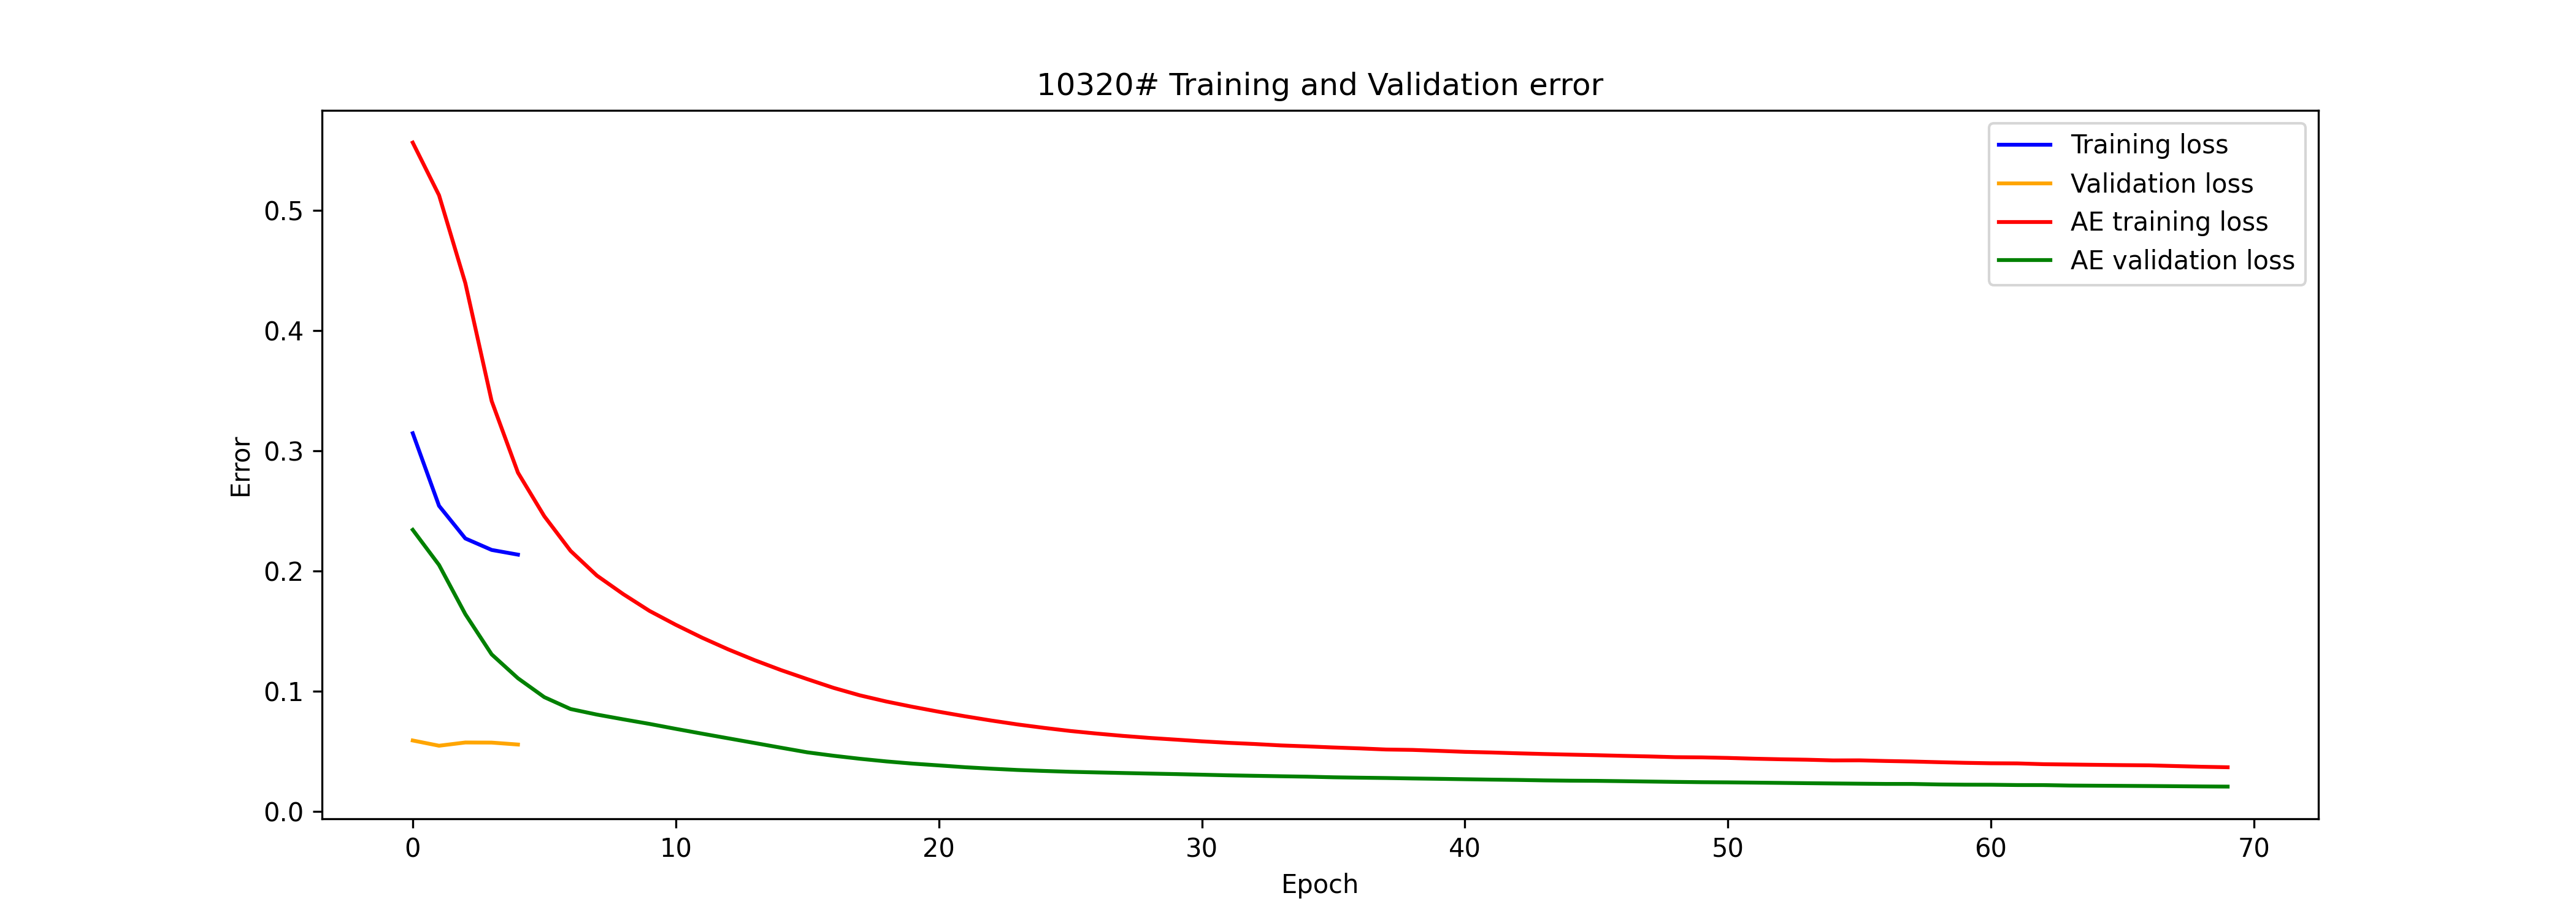 10320# Training and Validation error
Training loss
Validation loss
AE training loss
AE validation loss
Error
0.5
0.4
0.3
0.2
0.1
0.0
0 10 20 30 40 50 60 70
Epoch